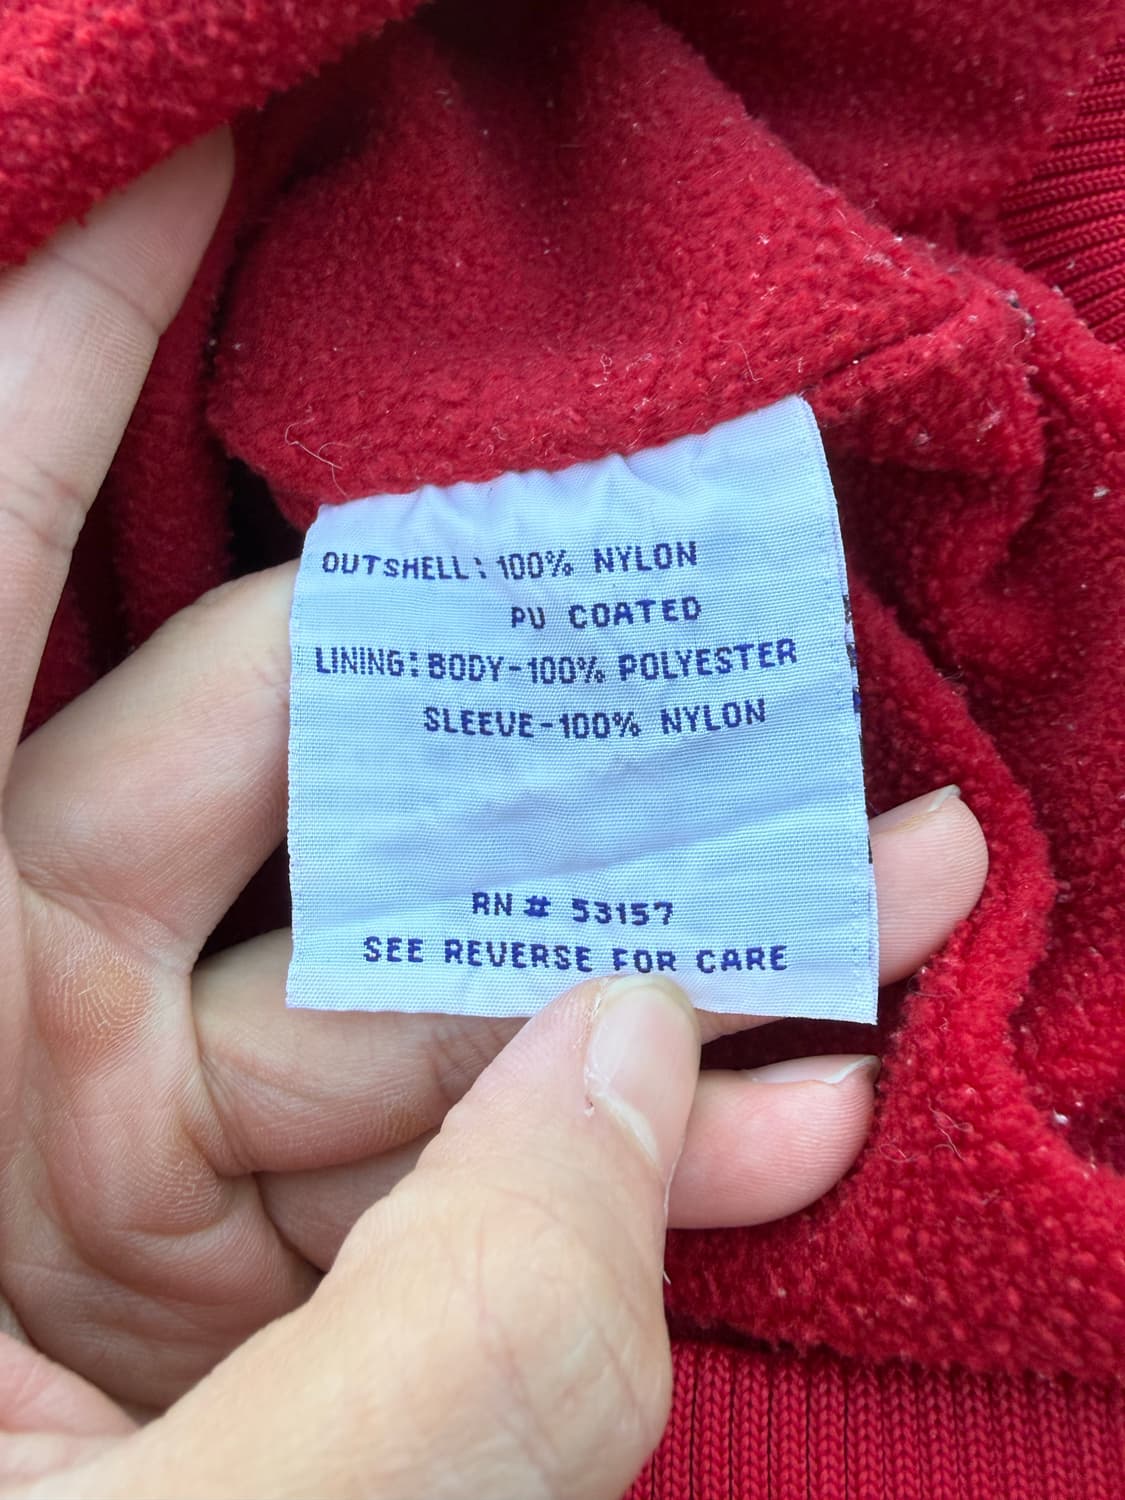 OUTSHELL: 100% NYLON
PU COATED
LINING: BODY-100% POLYESTER
SLEEVE-100% NYLON
RN # 53157
SEE REVERSE FOR CARE